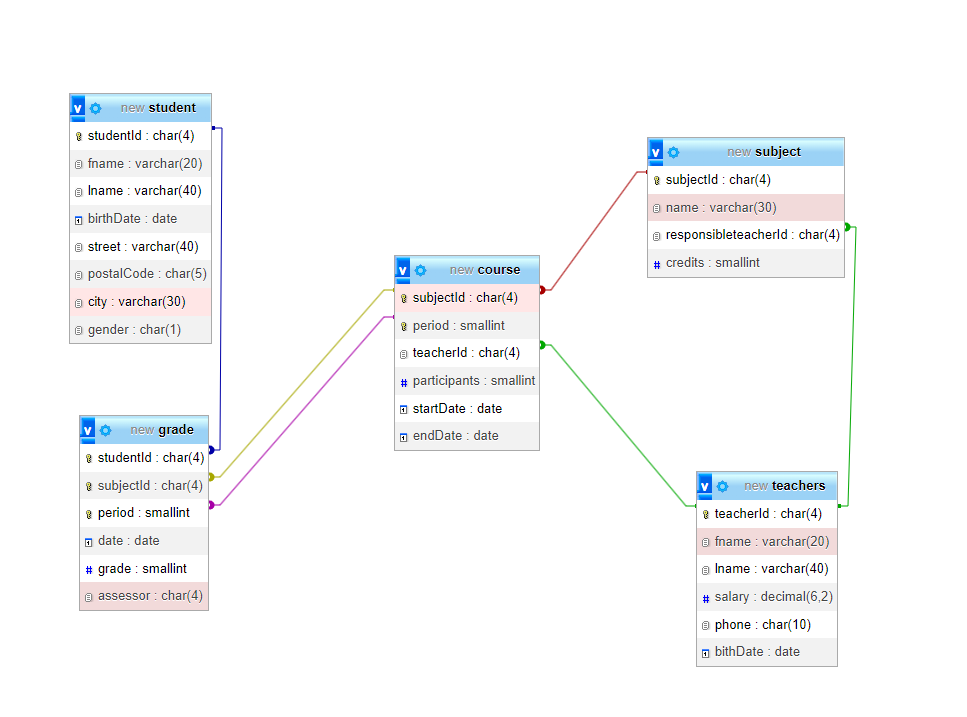 v new student
studentId : char(4)
fname : varchar(20)
lname : varchar(40)
birthDate : date
street : varchar(40)
postalCode : char(5)
city : varchar(30)
gender : char(1)
v new grade
studentId : char(4)
subjectId : char(4)
period : smallint
date : date
# grade : smallint
assessor : char(4)
v new course
subjectId : char(4)
period : smallint
teacherId : char(4)
# participants : smallint
startDate : date
endDate : date
v new subject
subjectId : char(4)
name : varchar(30)
responsibleteacherId : char(4)
# credits : smallint
v new teachers
teacherId : char(4)
fname : varchar(20)
lname : varchar(40)
# salary : decimal(6,2)
phone : char(10)
bithDate : date